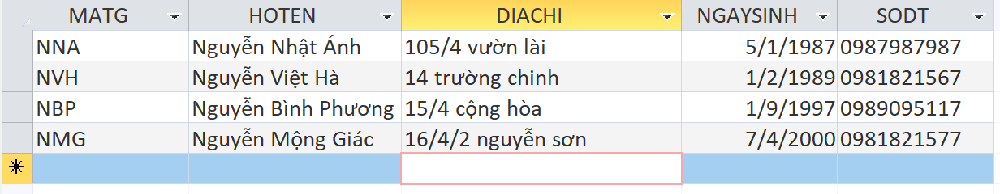 MATG HOTEN DIACHI NGAYSINH SODT
NNA Nguyễn Nhật Ánh 105/4 vườn lài 5/1/1987 0987987987
NVH Nguyễn Việt Hà 14 trường chinh 1/2/1989 0981821567
NBP Nguyễn Bình Phương 15/4 cộng hòa 1/9/1997 0989095117
NMG Nguyễn Mộng Giác 16/4/2 nguyễn sơn 7/4/2000 0981821577